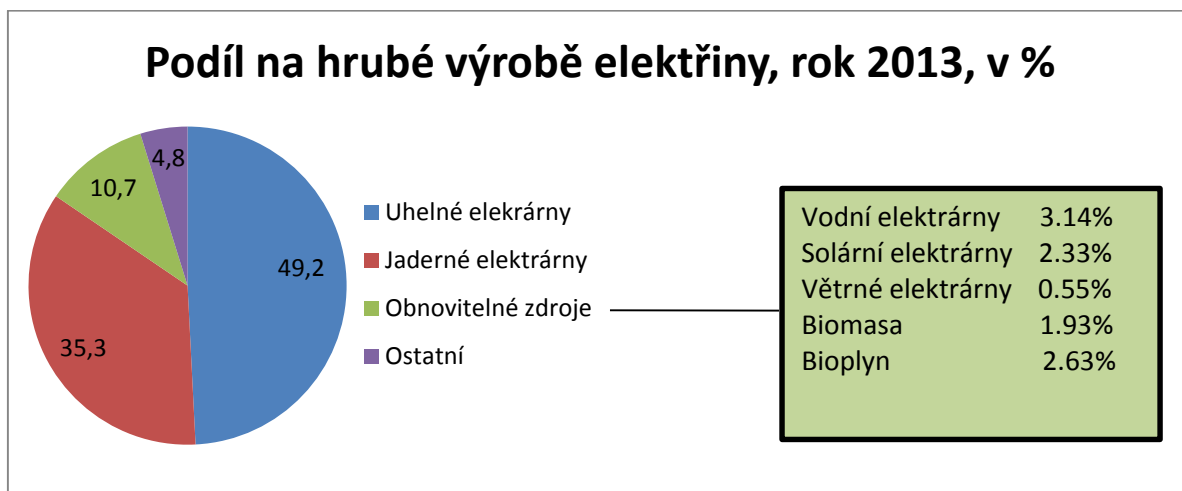 Podíl na hrubé výrobě elektřiny, rok 2013, v %
4,8
10,7
49,2
35,3
Uhelné elekrárny
Jaderné elektrárny
Obnovitelné zdroje
Ostatní
Vodní elektrárny 3.14%
Solární elektrárny 2.33%
Větrné elektrárny 0.55%
Biomasa 1.93%
Bioplyn 2.63%